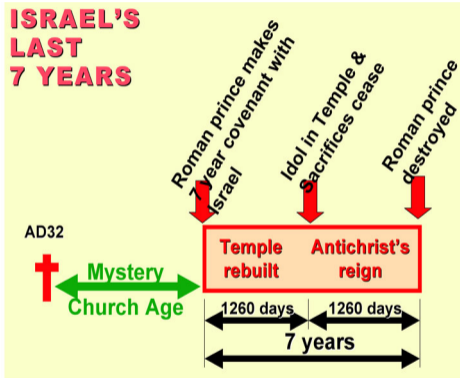 ISRAEL'S
LAST
7 YEARS
Roman prince makes
7 year covenant with
Israel
Idol in Temple &
Sacrifices cease
Roman prince
destroyed
AD32
Mystery
Church Age
Temple
rebuilt
Antichrist's
reign
1260 days
1260 days
7 years